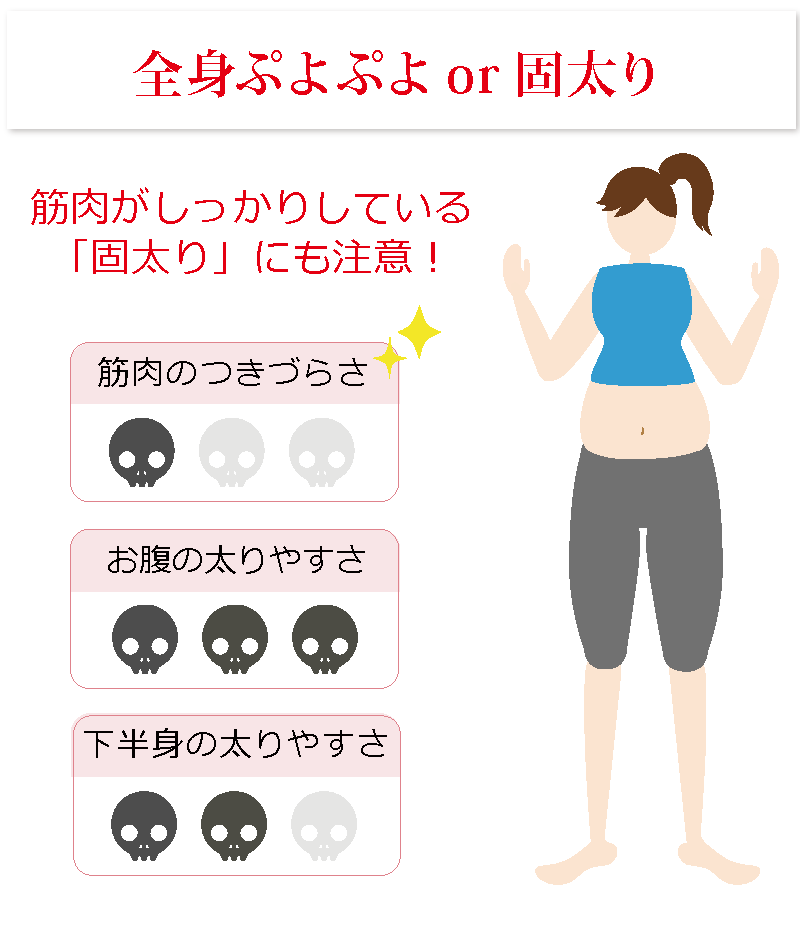 全身ぷよぷよ or 固太り
筋肉がしっかりしている
「固太り」にも注意！
筋肉のつきづらさ
お腹の太りやすさ
下半身の太りやすさ